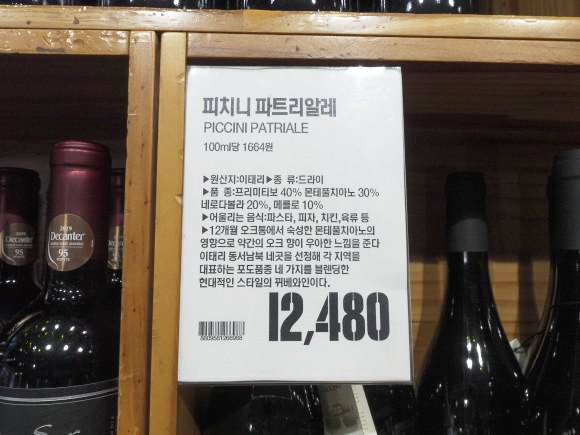 피치니 파트리알레
PICCINI PATRIALE
100ml당 1664원
▶원산지:이태리▶종 류:드라이
▶품 종:프리미티보 40% 몬테풀치아노 30%
네로다볼라 20%, 메를로 10%
▶어울리는 음식:파스타, 피자, 치킨,육류 등
▶12개월 오크통에서 숙성한 몬테풀치아노의
영향으로 약간의 오크 향이 우아한 느낌을 준다
이태리 동서남북 네곳을 선정해 각 지역을
대표하는 포도품종 네 가지를 블렌딩한
현대적인 스타일의 뀌베와인이다.
12,480
2019
Decanter
95
2019
Decanter
95
POINTS